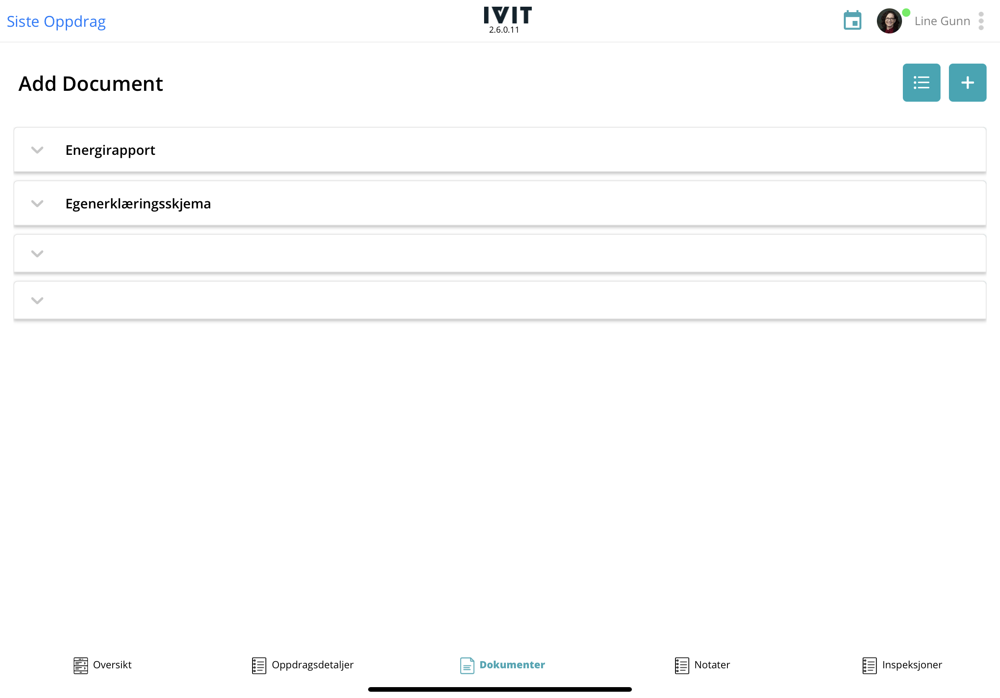 Siste Oppdrag
IVIT
2.6.0.11
Line Gunn
Add Document
Energirapport
Egenerklæringsskjema
Oversikt
Oppdragsdetaljer
Dokumenter
Notater
Inspeksjoner